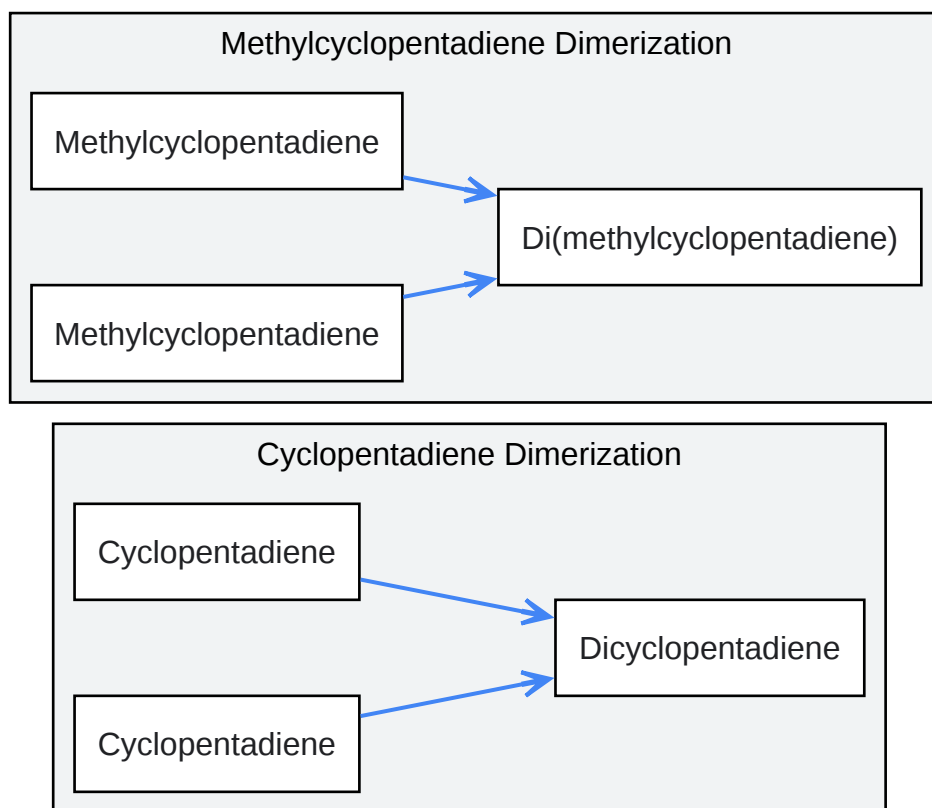 Methylcyclopentadiene Dimerization
Methylcyclopentadiene
Di(methylcyclopentadiene)
Methylcyclopentadiene
Cyclopentadiene Dimerization
Cyclopentadiene
Dicyclopentadiene
Cyclopentadiene